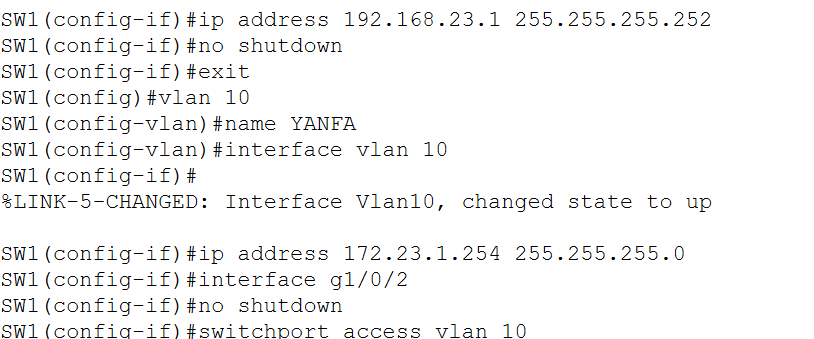 SW1(config-if)#ip address 192.168.23.1 255.255.255.252
SW1(config-if)#no shutdown
SW1(config-if)#exit
SW1(config)#vlan 10
SW1(config-vlan)#name YANFA
SW1(config-vlan)#interface vlan 10
SW1(config-if)#
%LINK-5-CHANGED: Interface Vlan10, changed state to up
SW1(config-if)#ip address 172.23.1.254 255.255.255.0
SW1(config-if)#interface g1/0/2
SW1(config-if)#no shutdown
SW1(config-if)#switchport access vlan 10